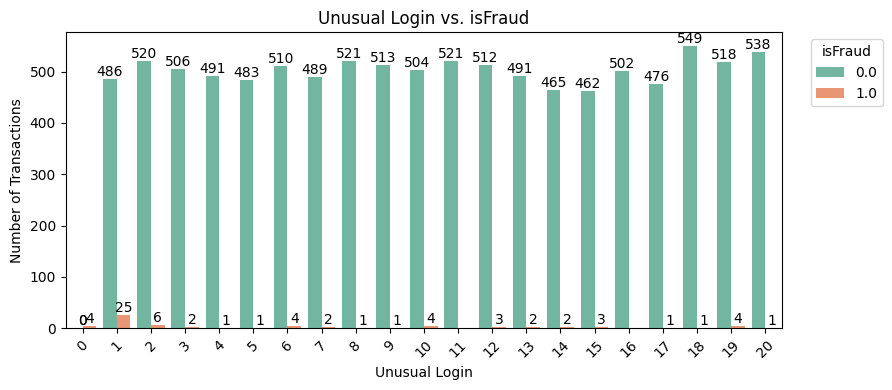 Unusual Login vs. isFraud
isFraud
0.0
1.0
Number of Transactions
500
400
300
200
100
0
0 486 520 506 491 483 510 489 521 513 504 521 512 491 465 462 502 476 549 518 538
0 4 25 6 2 1 1 4 2 1 1 4 3 2 2 3 1 1 4 1
0 1 2 3 4 5 6 7 8 9 10 11 12 13 14 15 16 17 18 19 20
Unusual Login